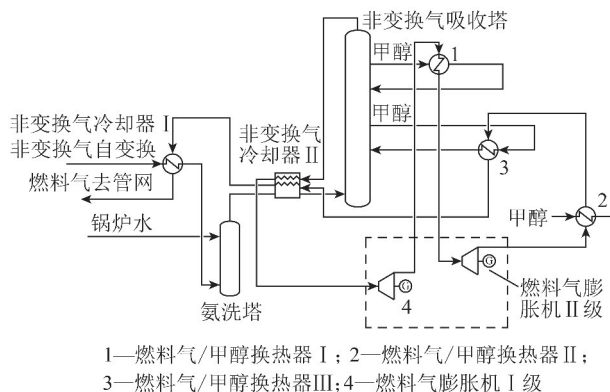 非变换气吸收塔
甲醇
1
甲醇
非变换气冷却器Ⅰ
非变换气自变换
燃料气去管网
非变换气
冷却器Ⅱ
3
甲醇
2
锅炉水
氨洗塔
G
4
G
燃料气膨
胀机Ⅱ级
1—燃料气/甲醇换热器Ⅰ；2—燃料气/甲醇换热器Ⅱ；
3—燃料气/甲醇换热器Ⅲ；4—燃料气膨胀机Ⅰ级